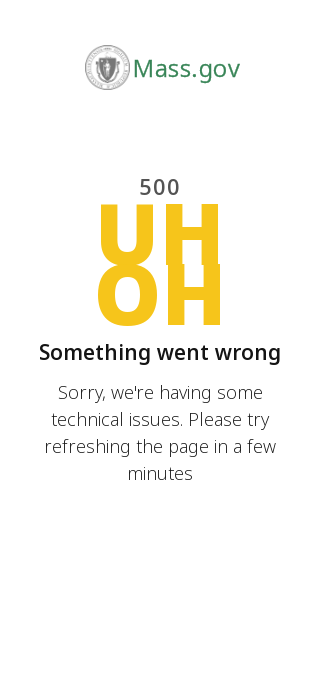 Mass.gov
500
UH
OH
Something went wrong
Sorry, we're having some
technical issues. Please try
refreshing the page in a few
minutes